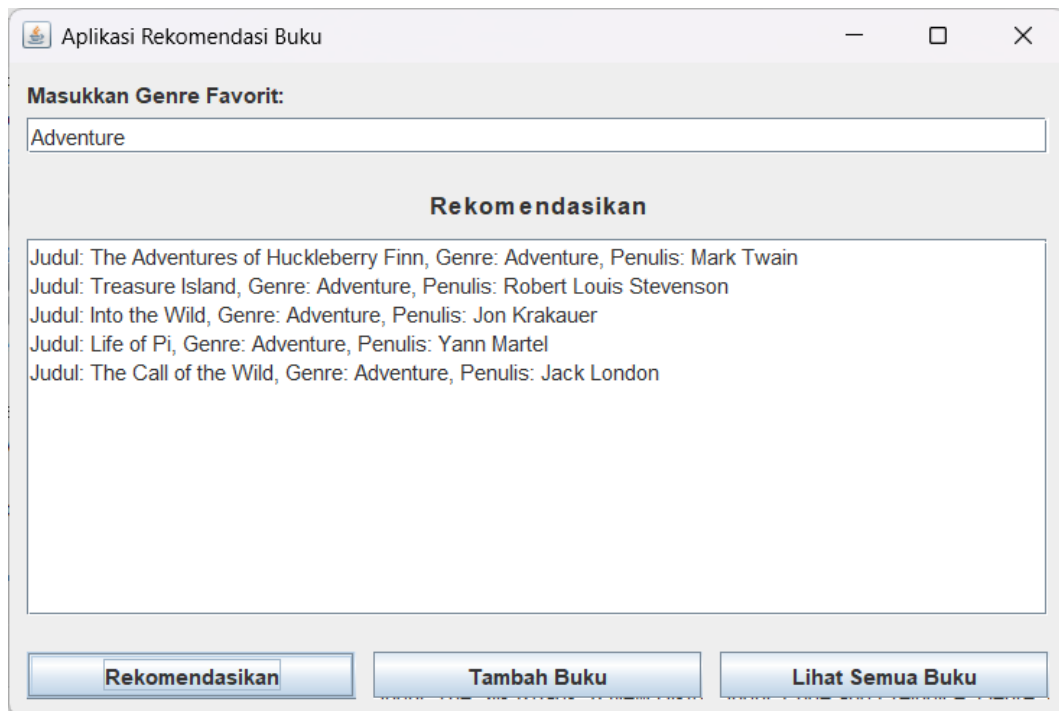 Aplikasi Rekomendasi Buku
Masukkan Genre Favorit:
Adventure
Rekomendasikan
Judul: The Adventures of Huckleberry Finn, Genre: Adventure, Penulis: Mark Twain
Judul: Treasure Island, Genre: Adventure, Penulis: Robert Louis Stevenson
Judul: Into the Wild, Genre: Adventure, Penulis: Jon Krakauer
Judul: Life of Pi, Genre: Adventure, Penulis: Yann Martel
Judul: The Call of the Wild, Genre: Adventure, Penulis: Jack London
Rekomendasikan Tambah Buku Lihat Semua Buku